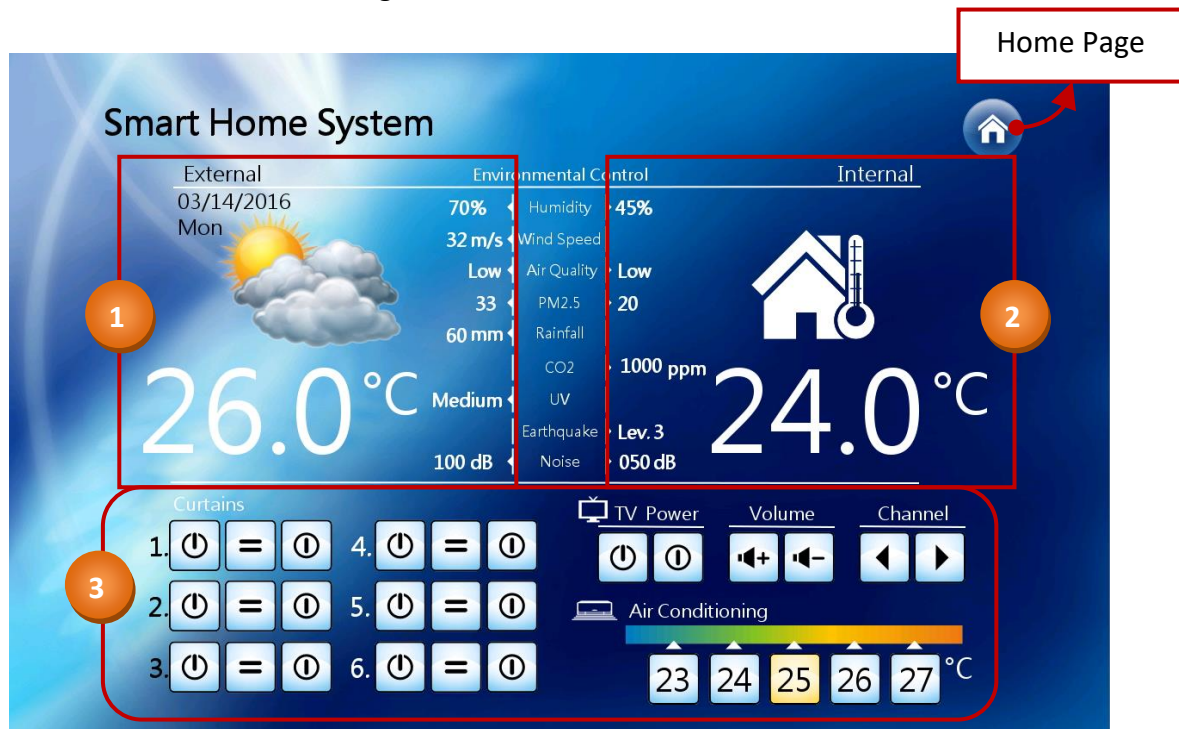 Home Page
Smart Home System
External Environmental Control Internal
03/14/2016
Mon
70% Humidity 45%
32 m/s Wind Speed
Low Air Quality Low
33 PM2.5 20
1 2
60 mm Rainfall
CO2 1000 ppm
26.0 °C 24.0 °C
Medium UV
Earthquake Lev. 3
100 dB Noise 050 dB
Curtains TV Power Volume Channel
1. 4.
3
2. 5. Air Conditioning
3. 6. 23 24 25 26 27 °C